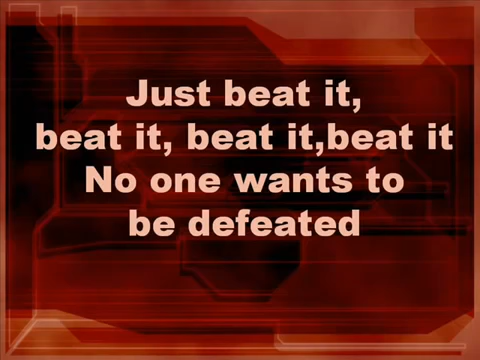 Just beat it,
beat it, beat it,beat it
No one wants to
be defeated